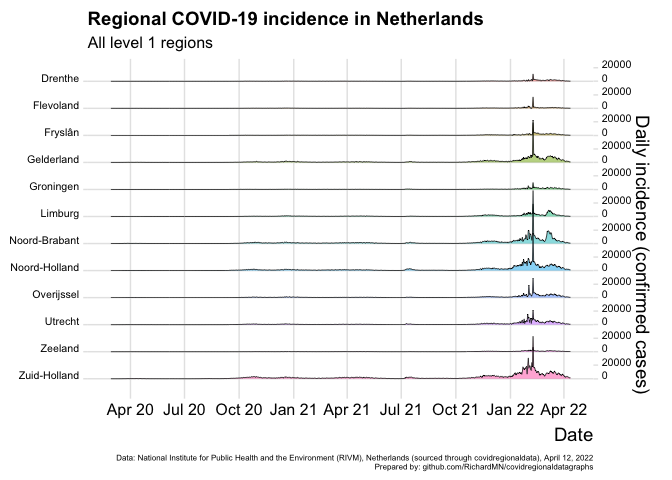 Regional COVID-19 incidence in Netherlands
All level 1 regions
Drenthe
Flevoland
Fryslân
Gelderland
Groningen
Limburg
Noord-Brabant
Noord-Holland
Overijssel
Utrecht
Zeeland
Zuid-Holland
20000
0
20000
0
20000
0
20000
0
20000
0
20000
0
20000
0
20000
0
20000
0
20000
0
20000
0
20000
0
Daily incidence (confirmed cases)
Apr 20 Jul 20 Oct 20 Jan 21 Apr 21 Jul 21 Oct 21 Jan 22 Apr 22
Date
Data: National Institute for Public Health and the Environment (RIVM), Netherlands (sourced through covidregionaldata), April 12, 2022
Prepared by: github.com/RichardMN/covidregionaldatagraphs